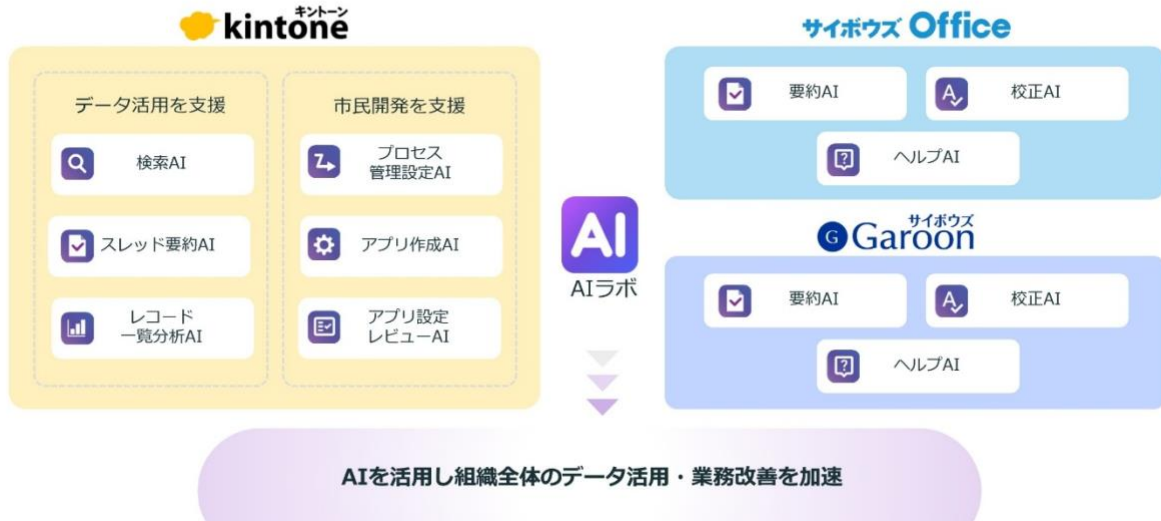 キントーン
kintone
データ活用を支援
検索AI
スレッド要約AI
レコード
一覧分析AI
市民開発を支援
プロセス
管理設定AI
アプリ作成AI
アプリ設定
レビューAI
AI
AIラボ
サイボウズ Office
要約AI
校正AI
ヘルプAI
サイボウズ
G Garoon
要約AI
校正AI
ヘルプAI
AIを活用し組織全体のデータ活用・業務改善を加速